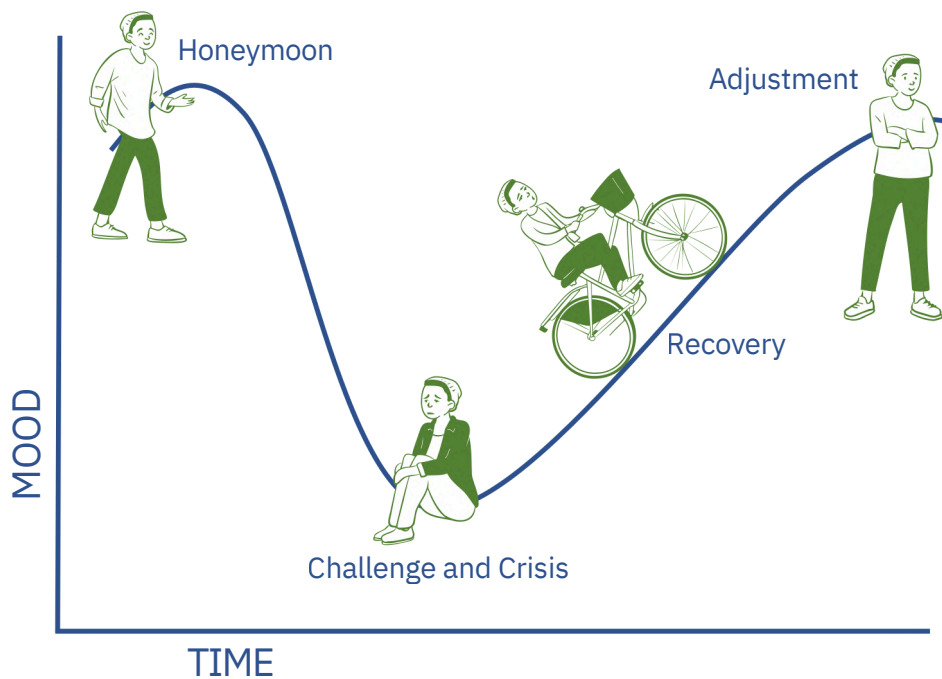 Honeymoon
Adjustment
Recovery
Challenge and Crisis
MOOD
TIME